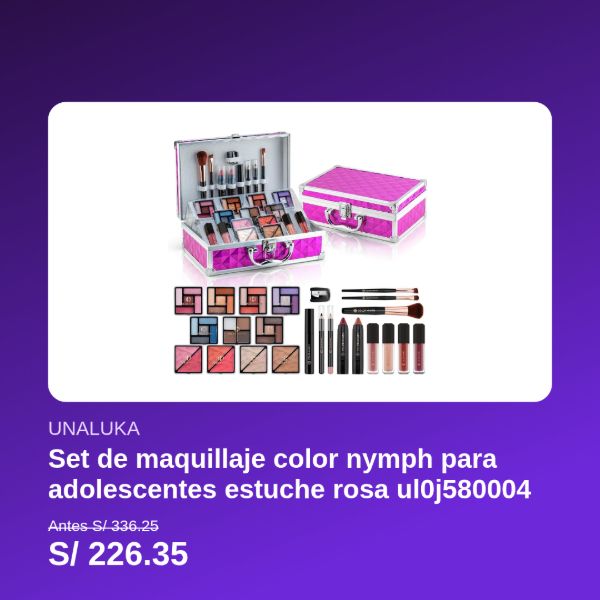 UNALUKA
Set de maquillaje color nymph para
adolescentes estuche rosa ul0j580004
Antes S/ 336.25
S/ 226.35